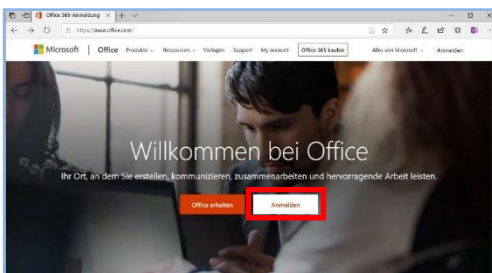 Office 365-Anmeldung
https://www.office.com/
Microsoft | Office Produkte Ressourcen Vorlagen Support My account Office 365 kaufen Alles von Microsoft Anmelden
Willkommen bei Office
Ihr Ort, an dem Sie erstellen, kommunizieren, zusammenarbeiten und hervorragende Arbeit leisten.
Office erhalten Anmelden